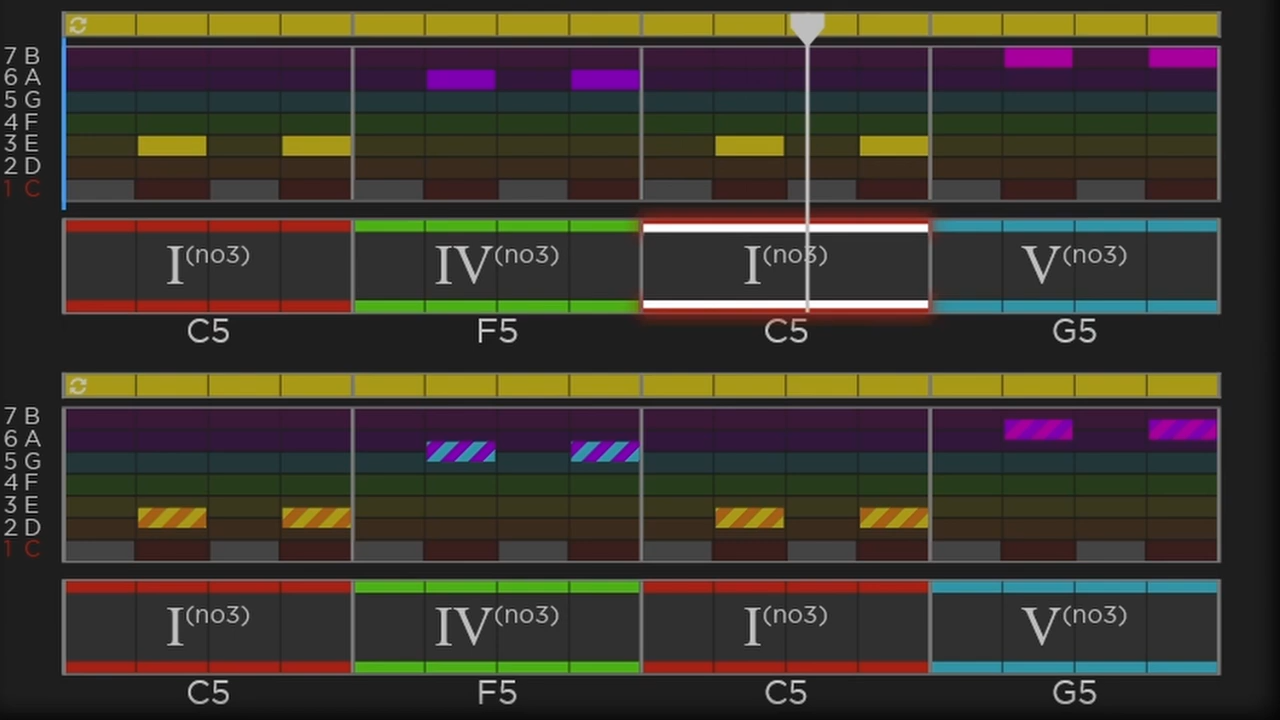 7 B
6 A
5 G
4 F
3 E
2 D
1 C
I(no3) IV(no3) I(no3) V(no3)
C5 F5 C5 G5
7 B
6 A
5 G
4 F
3 E
2 D
1 C
I(no3) IV(no3) I(no3) V(no3)
C5 F5 C5 G5